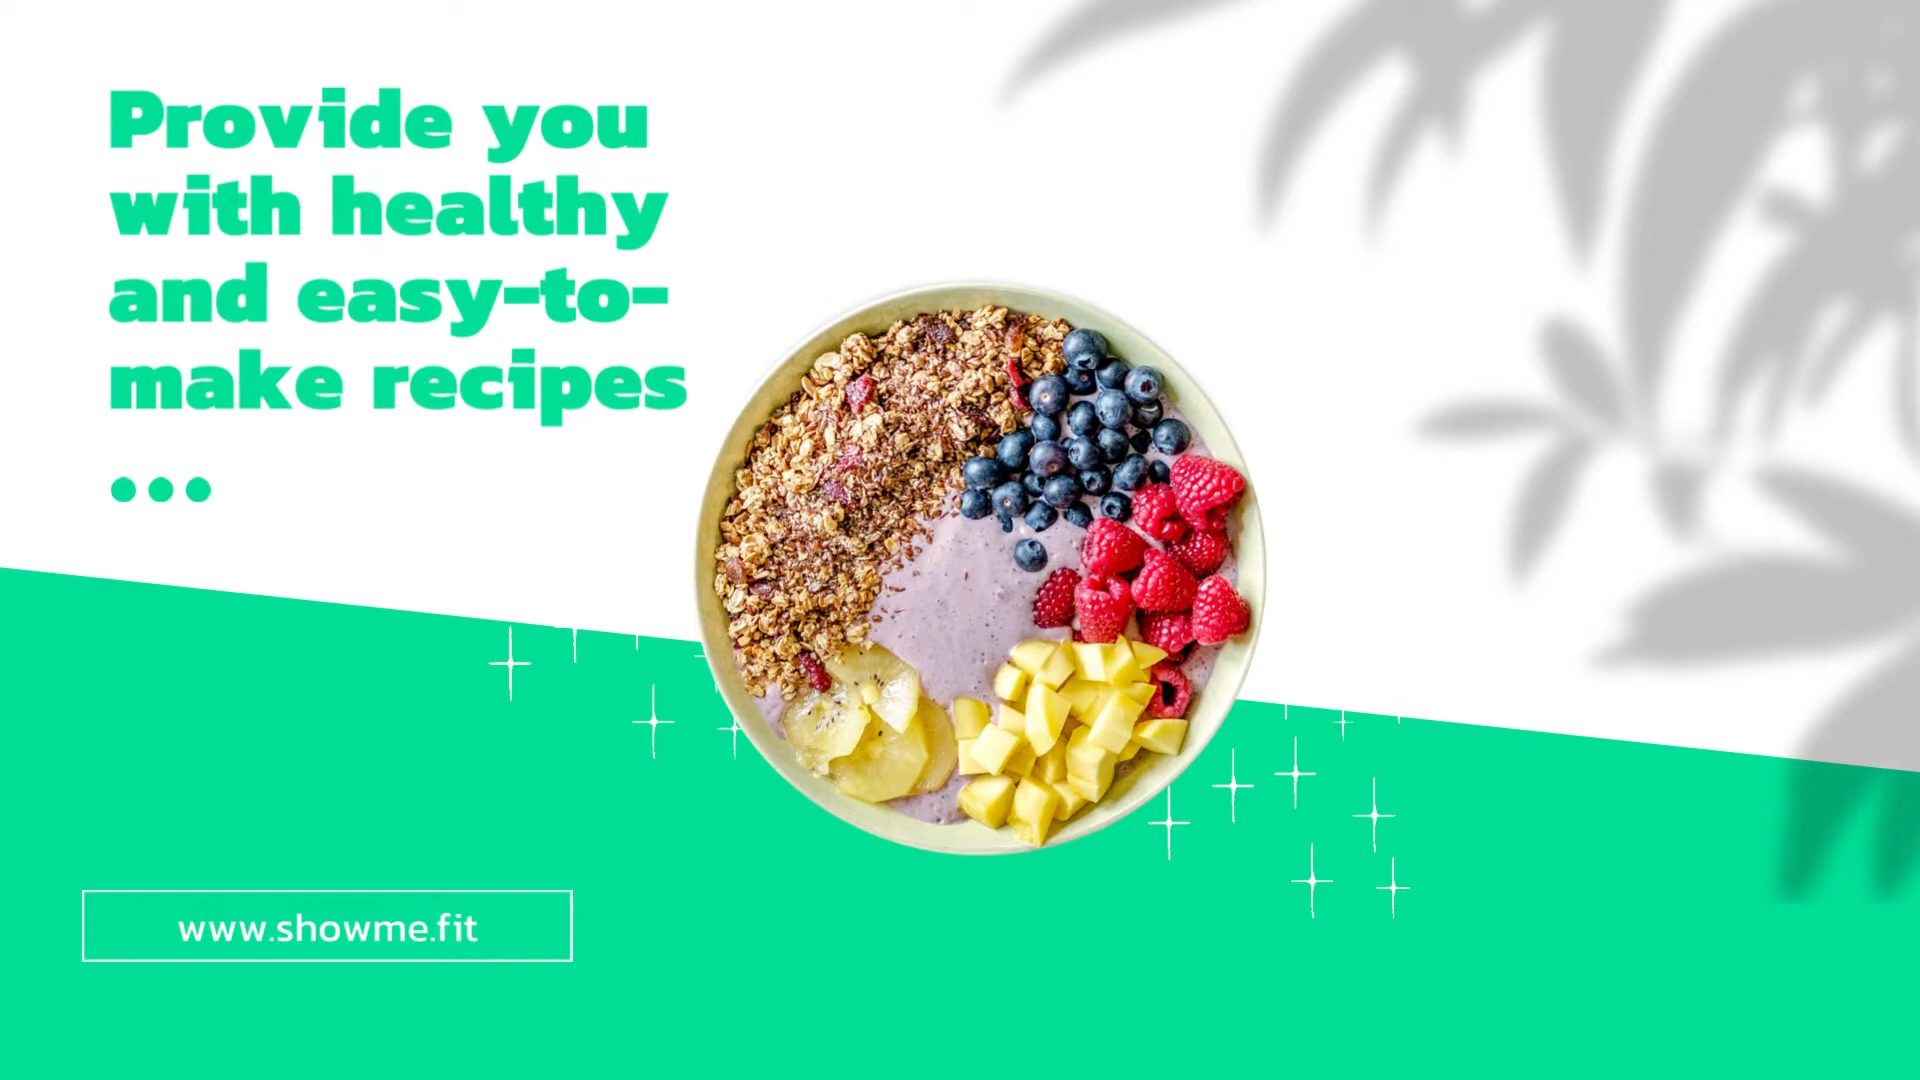 Provide you
with healthy
and easy-to-
make recipes
www.showme.fit